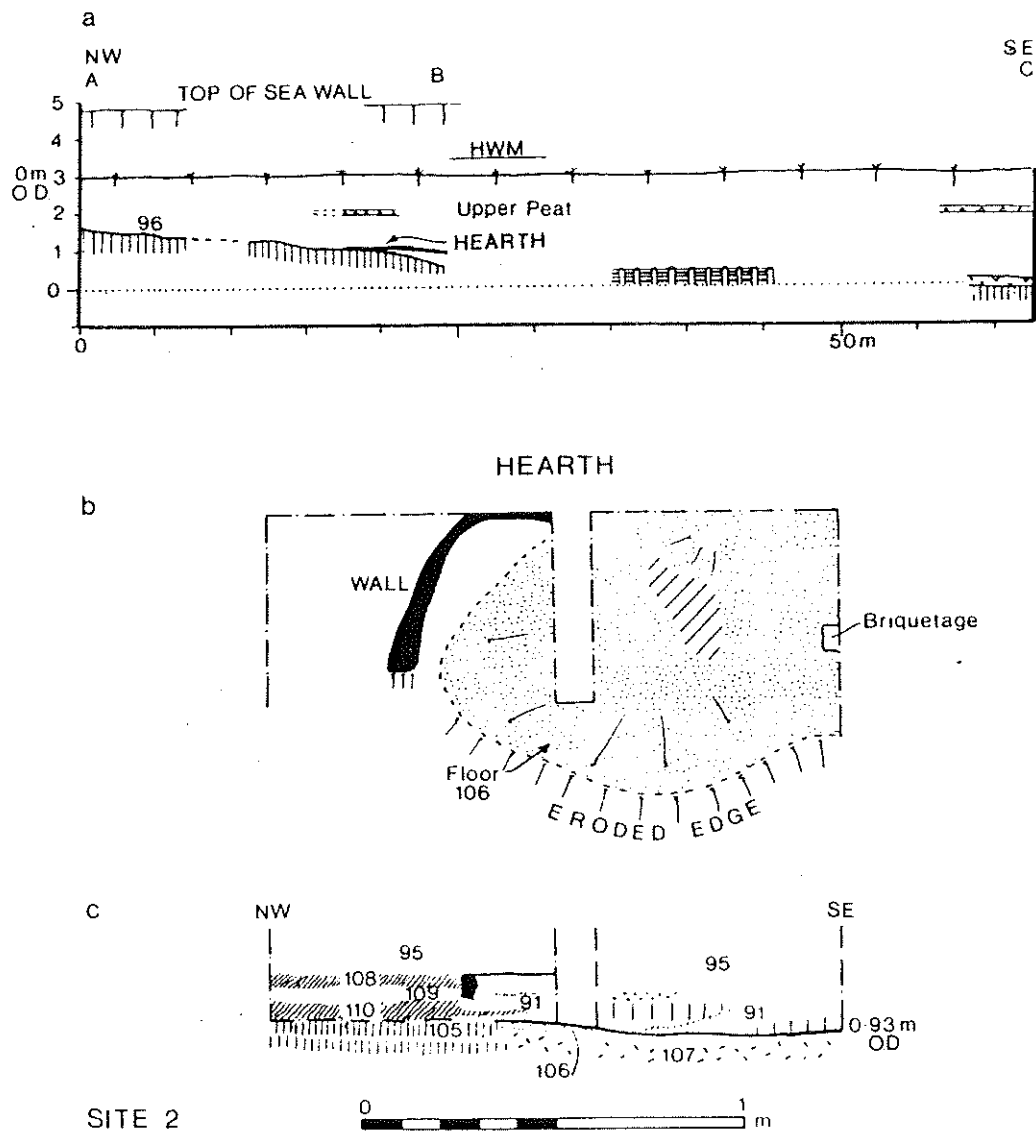 a
NW
A
B
SE
C
TOP OF SEA WALL
5
4
HWM
0m 3
OD
2
Upper Peat
96
HEARTH
1
0
0
50m
HEARTH
b
WALL
Briquetage
Floor
106
ERODED EDGE
C
NW
SE
95
95
108
109
91
110
91
105
0·93m
OD
106
107
SITE 2
0
1
m